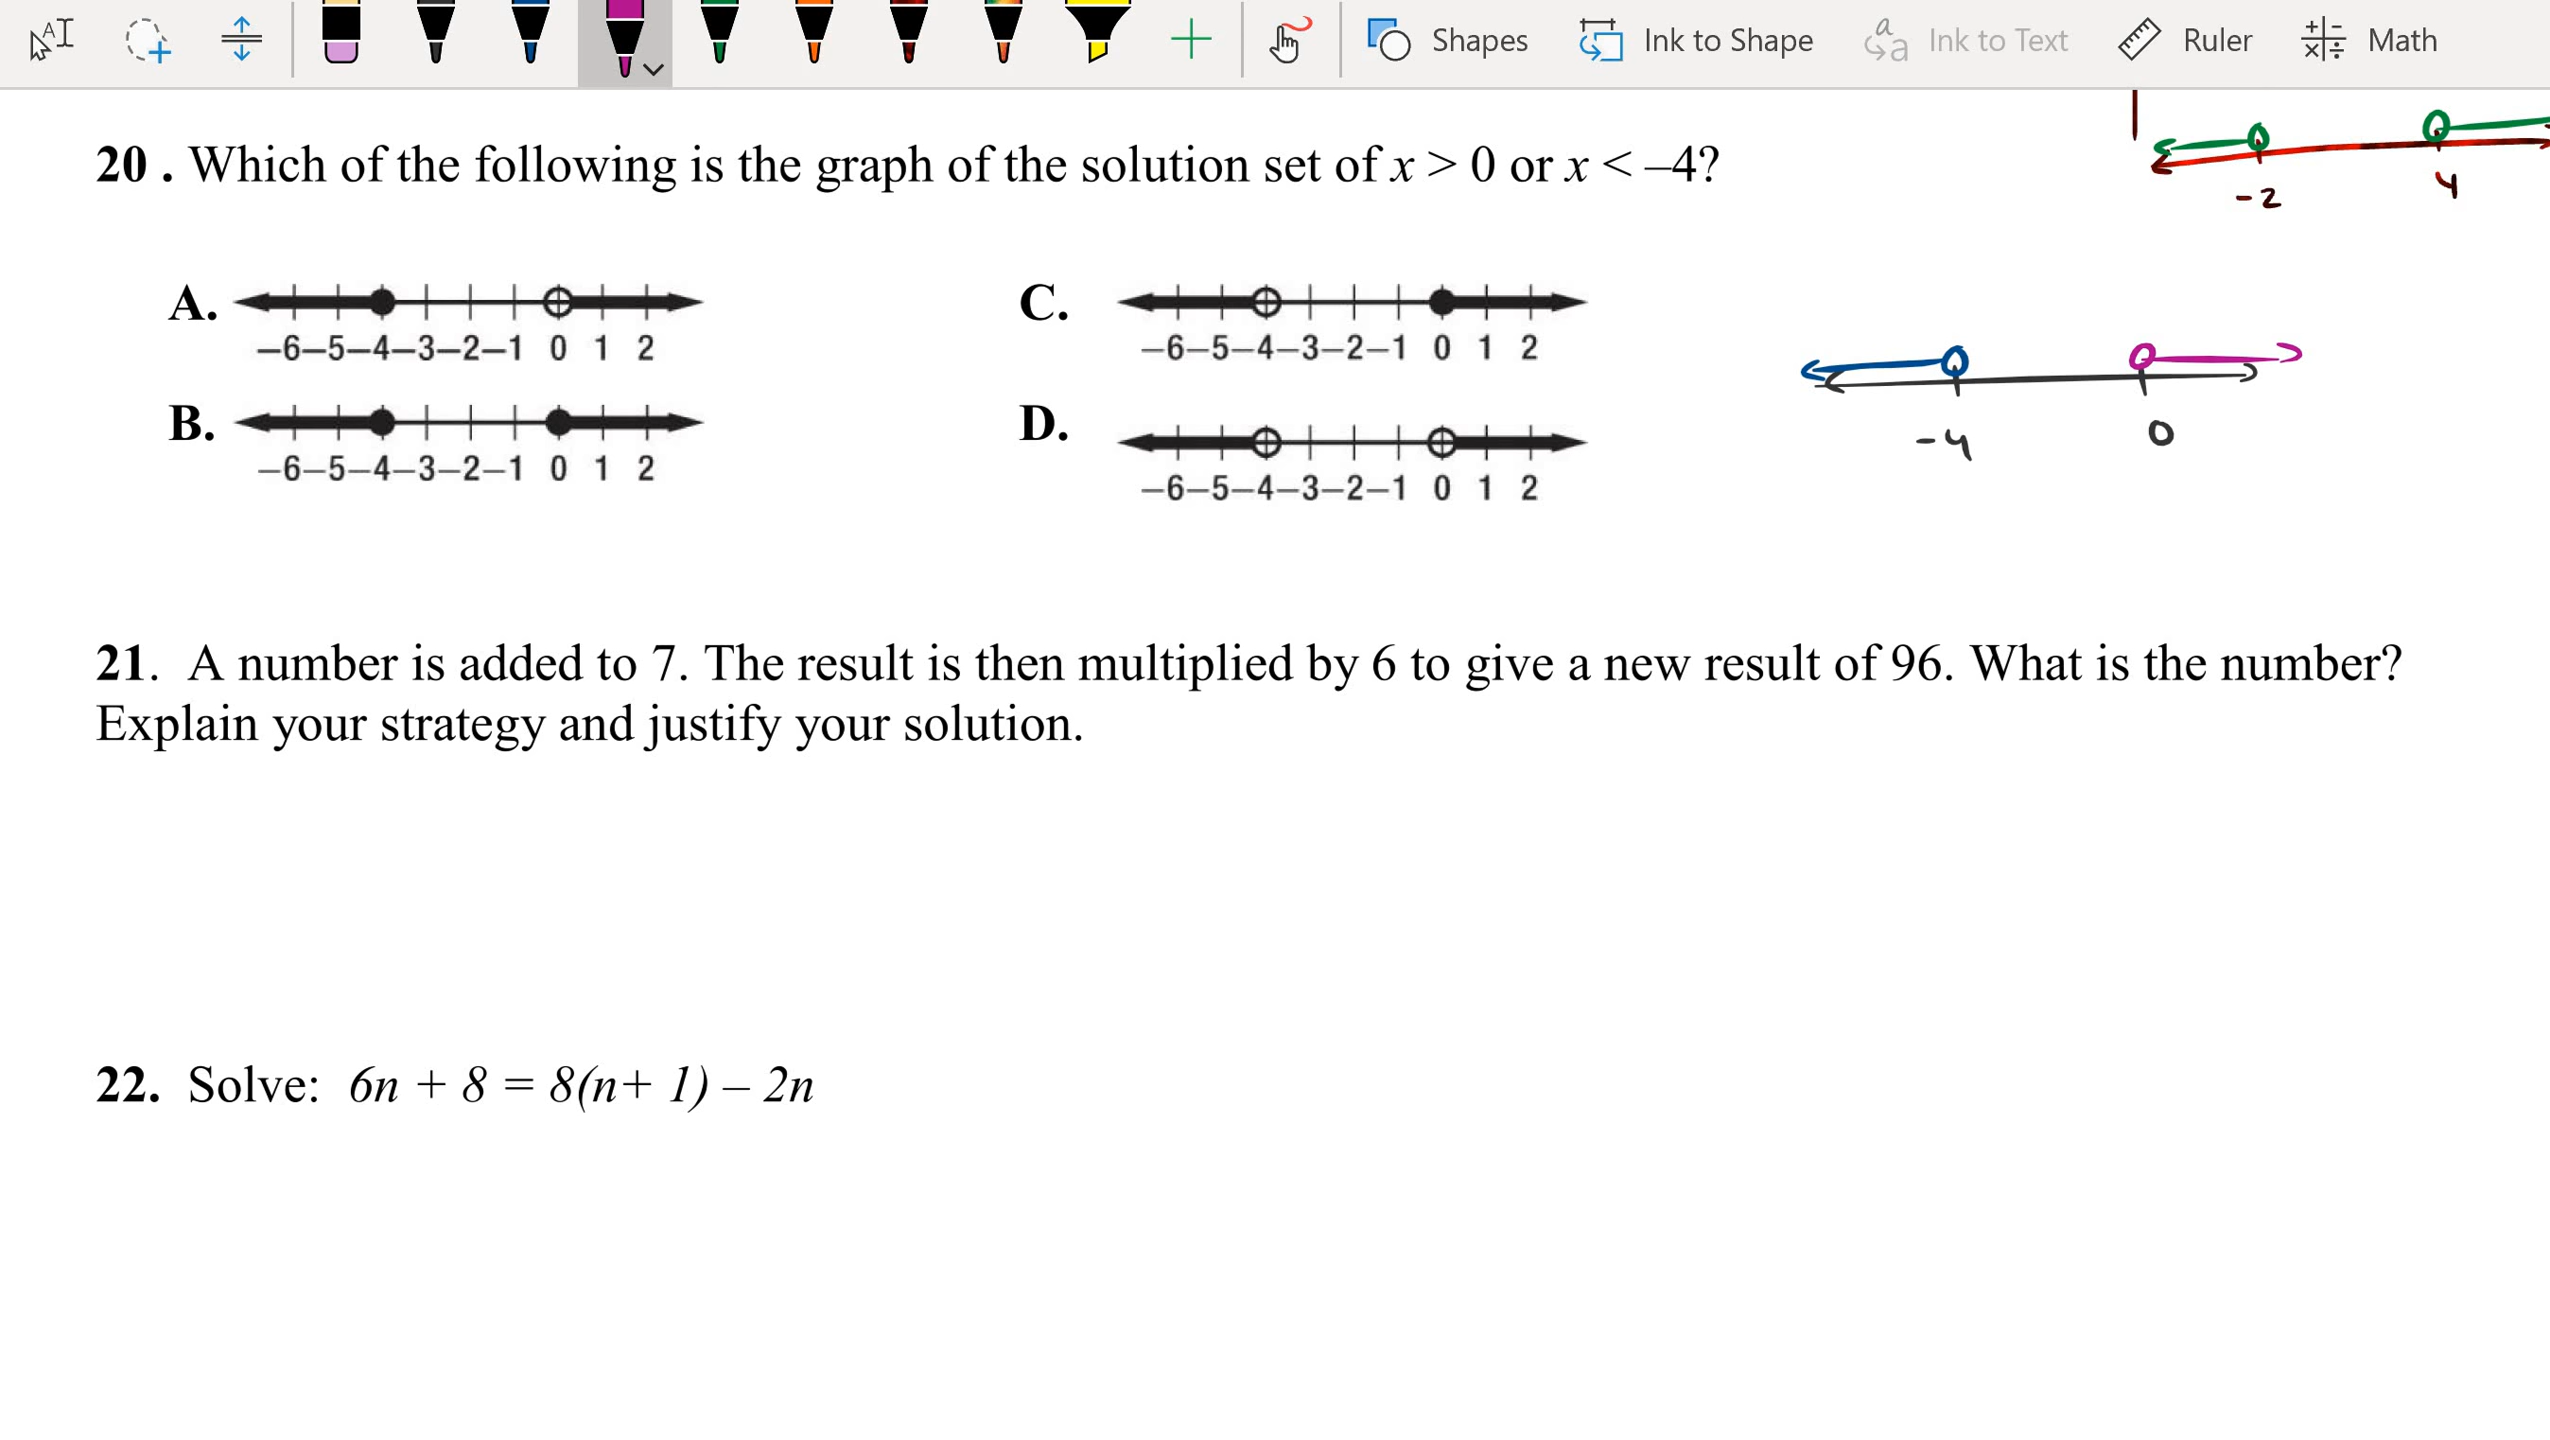 Shapes Ink to Shape Ink to Text Ruler Math
20 . Which of the following is the graph of the solution set of x > 0 or x < –4?
-2 4
A.
–6–5–4–3–2–1 0 1 2
B.
–6–5–4–3–2–1 0 1 2
C.
–6–5–4–3–2–1 0 1 2
D.
–6–5–4–3–2–1 0 1 2
-4 0
21. A number is added to 7. The result is then multiplied by 6 to give a new result of 96. What is the number?
Explain your strategy and justify your solution.
22. Solve: 6n + 8 = 8(n+ 1) – 2n